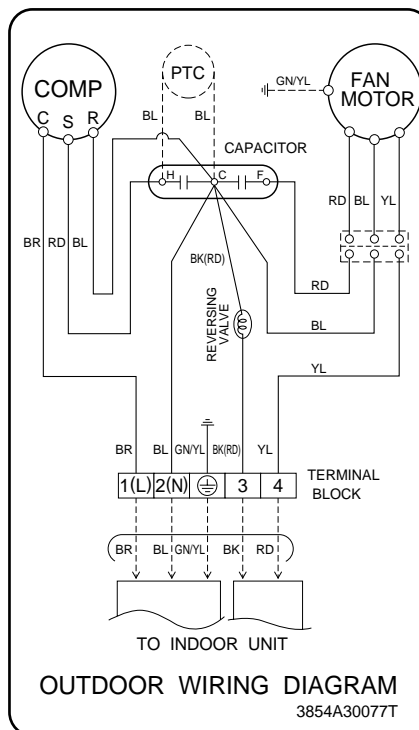 COMP
C S R
PTC
GN/YL
FAN
MOTOR
BL BL
CAPACITOR
H C F
BR RD BL
RD BL YL
BK(RD)
RD
REVERSING
VALVE
BL
YL
BR BL GN/YL BK(RD) YL
1(L) 2(N) 3 4
TERMINAL
BLOCK
BR BL GN/YL BK RD
TO INDOOR UNIT
OUTDOOR WIRING DIAGRAM
3854A30077T